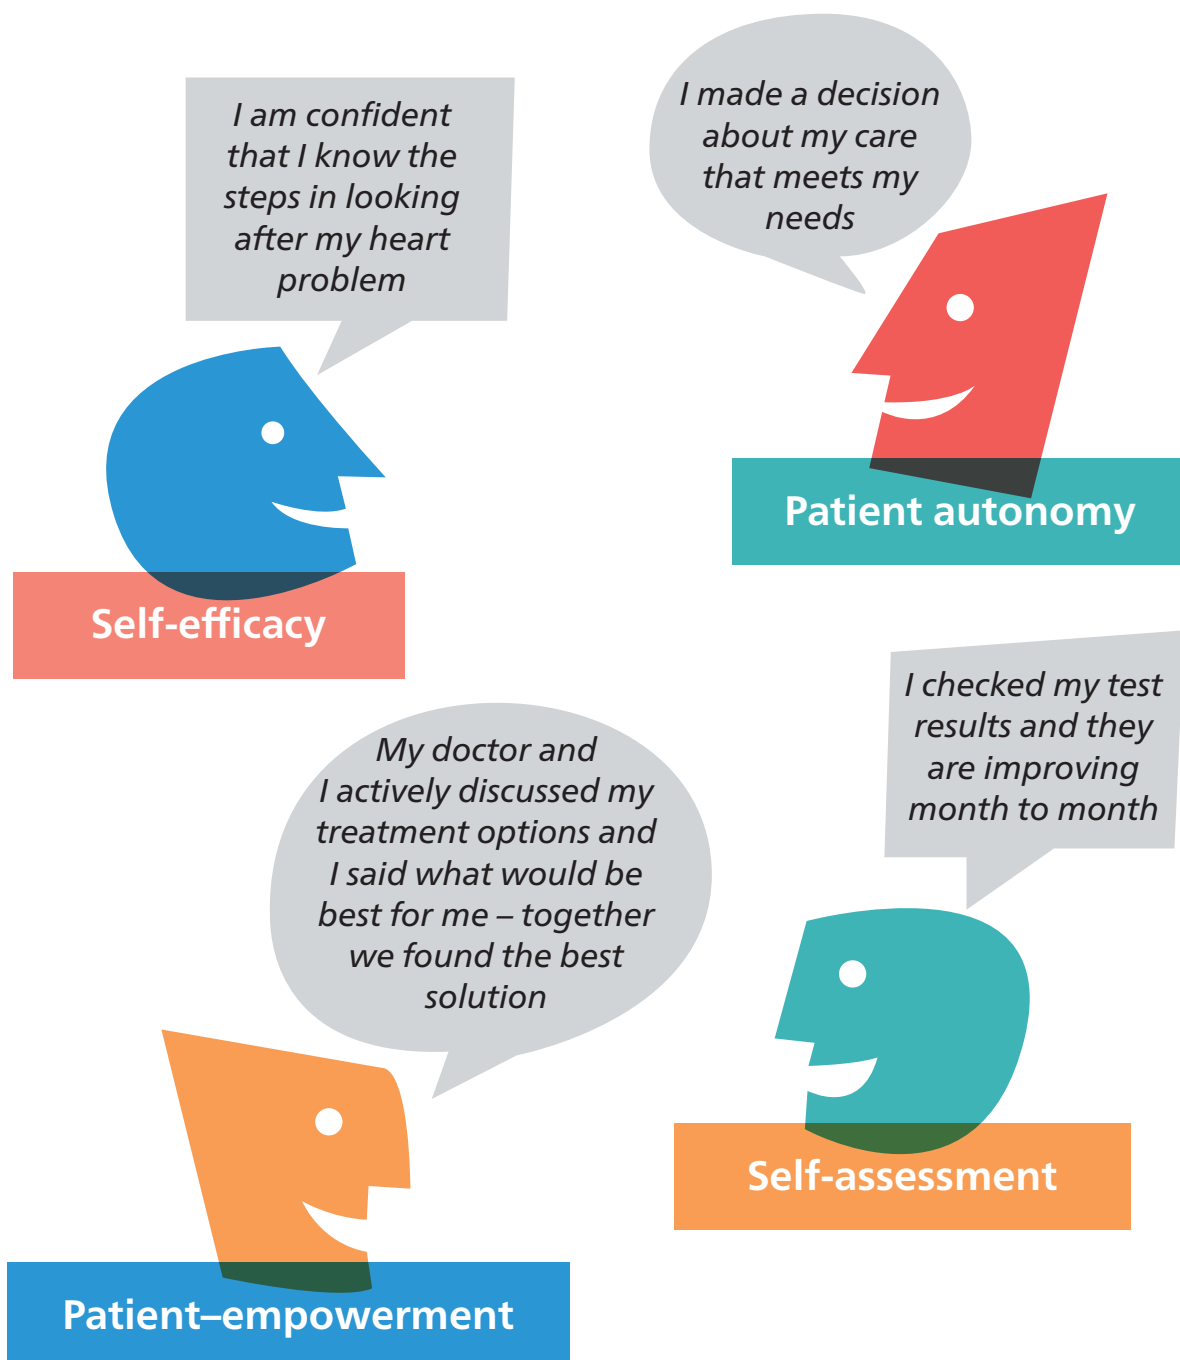 I am confident
that I know the
steps in looking
after my heart
problem
Self-efficacy
I made a decision
about my care
that meets my
needs
Patient autonomy
My doctor and
I actively discussed my
treatment options and
I said what would be
best for me – together
we found the best
solution
Patient–empowerment
I checked my test
results and they
are improving
month to month
Self-assessment